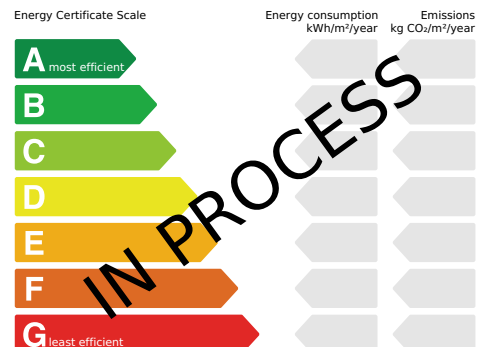 Energy Certificate Scale
Energy consumption
kWh/m²/year
Emissions
kg CO₂/m²/year
A most efficient
B
C
D
E
F
G least efficient
IN PROCESS